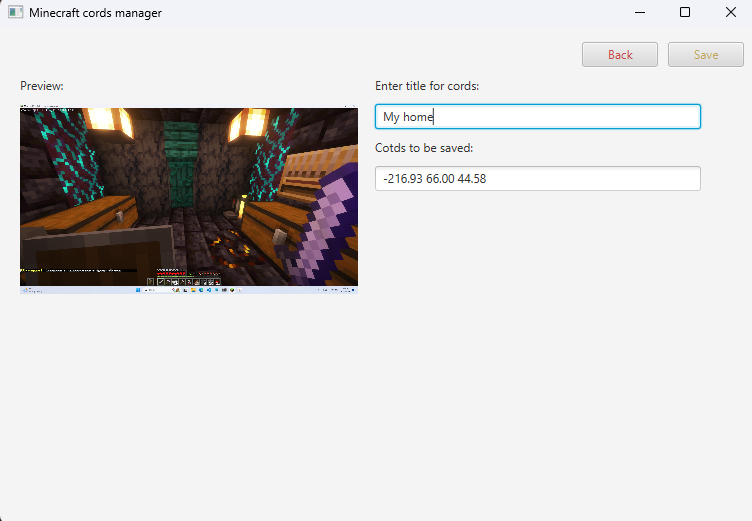 Minecraft cords manager
Back
Save
Preview:
Enter title for cords:
My home
Cotds to be saved:
-216.93 66.00 44.58